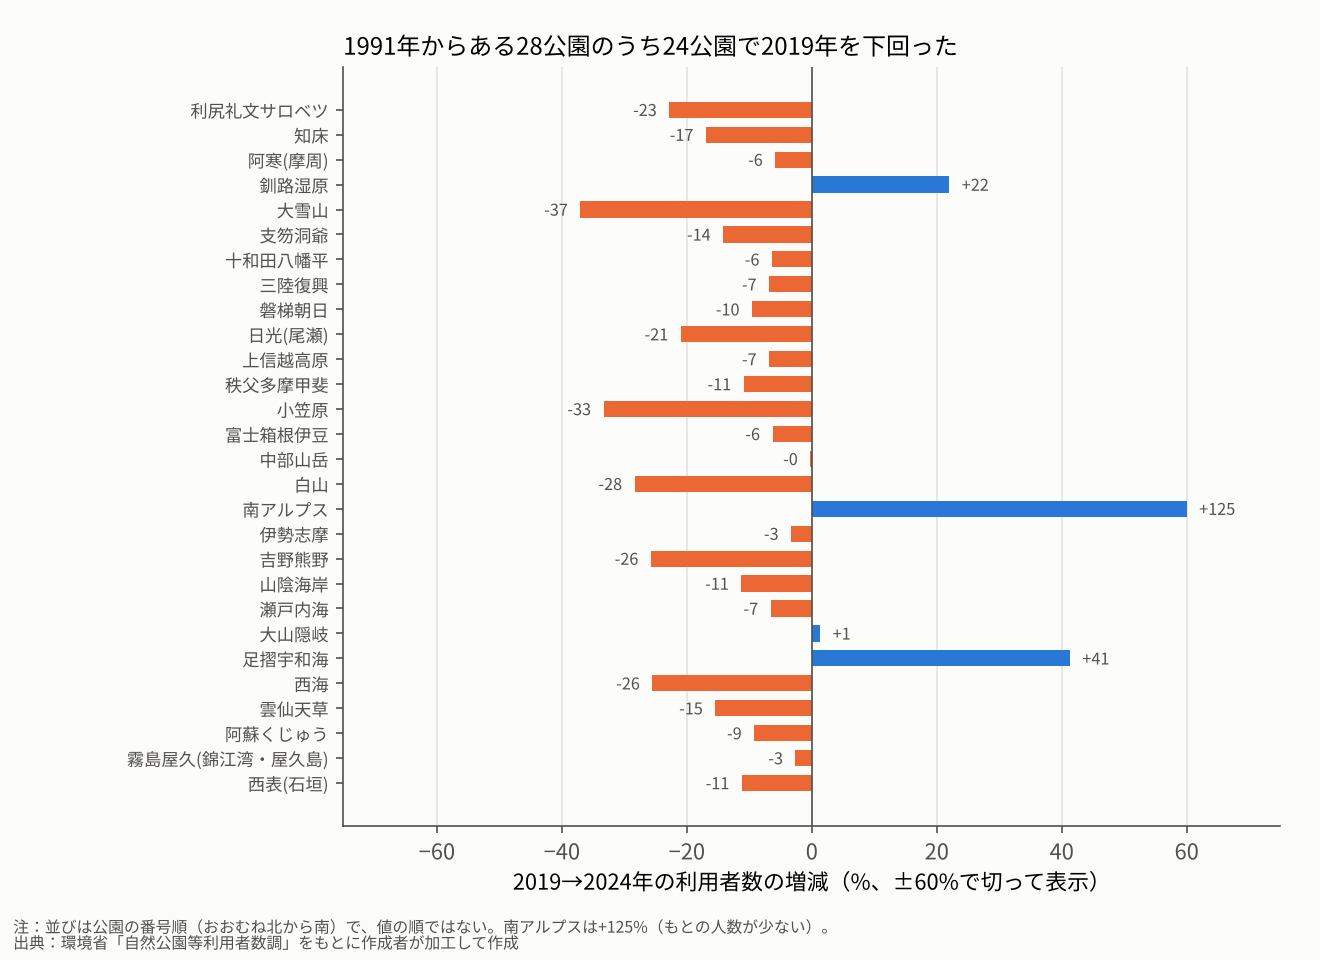 1991年からある28公園のうち24公園で2019年を下回った
利尻礼文サロベツ -23
知床 -17
阿寒(摩周) -6
釧路湿原 +22
大雪山 -37
支笏洞爺 -14
十和田八幡平 -6
三陸復興 -7
磐梯朝日 -10
日光(尾瀬) -21
上信越高原 -7
秩父多摩甲斐 -11
小笠原 -33
富士箱根伊豆 -6
中部山岳 -0
白山 -28
南アルプス +125
伊勢志摩 -3
吉野熊野 -26
山陰海岸 -11
瀬戸内海 -7
大山隠岐 +1
足摺宇和海 +41
西海 -26
雲仙天草 -15
阿蘇くじゅう -9
霧島屋久(錦江湾・屋久島) -3
西表(石垣) -11
−60 −40 −20 0 20 40 60
2019→2024年の利用者数の増減（%、±60%で切って表示）
注：並びは公園の番号順（おおむね北から南）で、値の順ではない。南アルプスは+125%（もとの人数が少ない）。
出典：環境省「自然公園等利用者数調」をもとに作成者が加工して作成